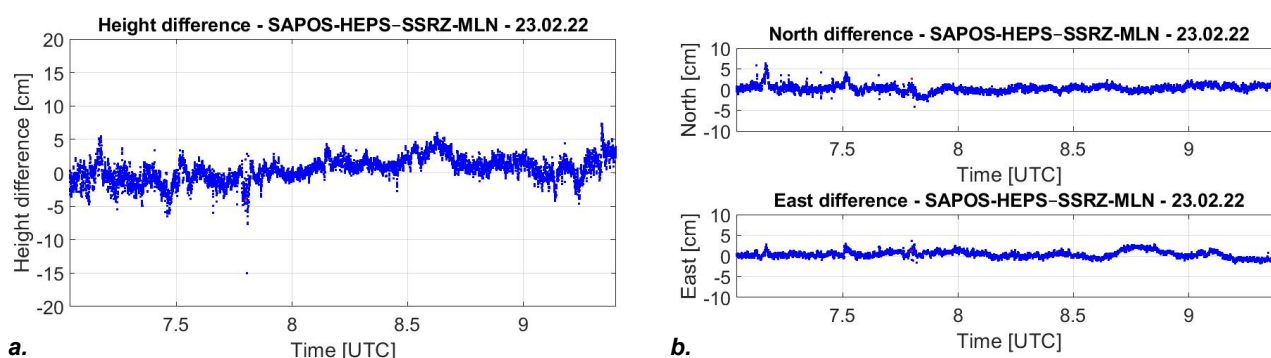 Height difference - SAPOS-HEPS–SSRZ-MLN - 23.02.22
20
15
10
5
0
-5
-10
-15
-20
Height difference [cm]
7.5 8 8.5 9
Time [UTC]
a.
North difference - SAPOS-HEPS–SSRZ-MLN - 23.02.22
10
5
0
-5
-10
North [cm]
7.5 8 8.5 9
Time [UTC]
East difference - SAPOS-HEPS–SSRZ-MLN - 23.02.22
10
5
0
-5
-10
East [cm]
7.5 8 8.5 9
Time [UTC]
b.